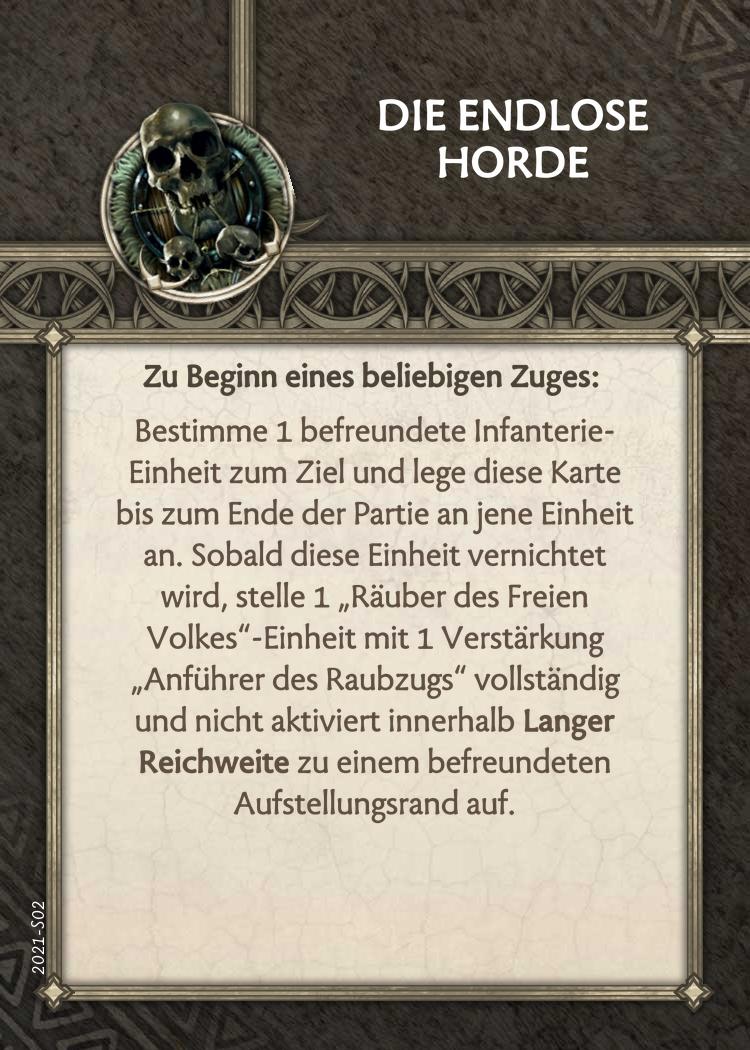 DIE ENDLOSE
HORDE
Zu Beginn eines beliebigen Zuges:
Bestimme 1 befreundete Infanterie-
Einheit zum Ziel und lege diese Karte
bis zum Ende der Partie an jene Einheit
an. Sobald diese Einheit vernichtet
wird, stelle 1 „Räuber des Freien
Volkes“-Einheit mit 1 Verstärkung
„Anführer des Raubzugs“ vollständig
und nicht aktiviert innerhalb Langer
Reichweite zu einem befreundeten
Aufstellungsrand auf.
2021-S02